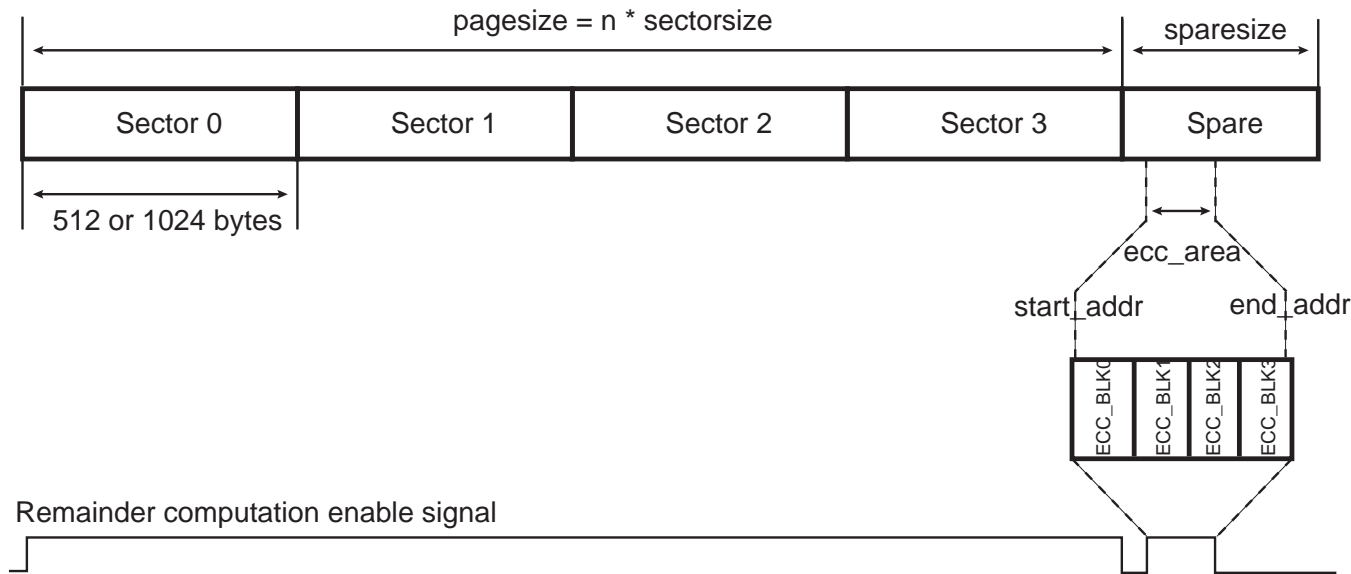 pagesize = n * sectorsize
sparesize
Sector 0
Sector 1
Sector 2
Sector 3
Spare
512 or 1024 bytes
ecc_area
start_addr
end_addr
ECC_BLK0
ECC_BLK1
ECC_BLK2
ECC_BLK3
Remainder computation enable signal